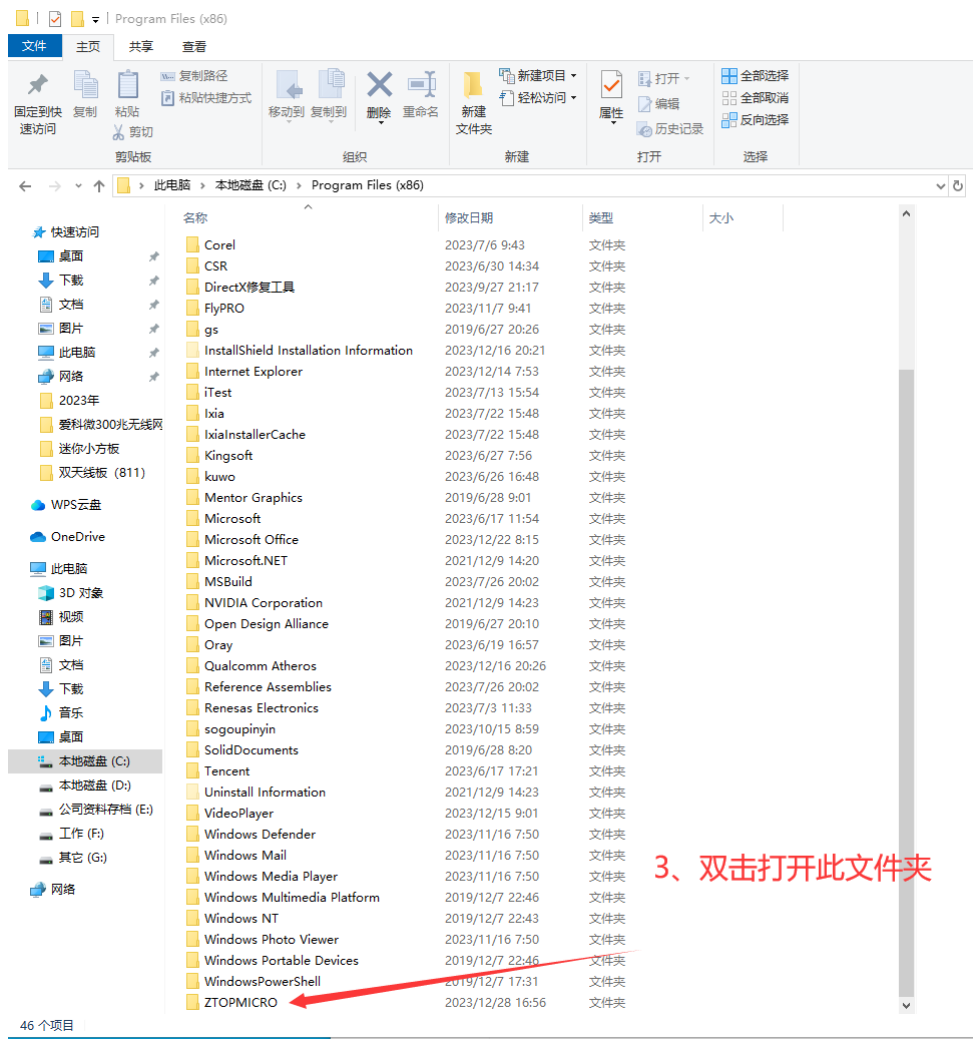 Program Files (x86)
文件 主页 共享 查看
固定到快速访问 复制 粘贴 复制路径 粘贴快捷方式 剪切 移动到 复制到 删除 重命名 新建文件夹 新建项目 轻松访问 属性 打开 编辑 历史记录 全部选择 全部取消 反向选择
剪贴板 组织 新建 打开 选择
此电脑 本地磁盘 (C:) Program Files (x86)
快速访问
桌面
下载
文档
图片
此电脑
网络
2023年
爱科微300兆无线网
迷你小方板
双天线板（811）
WPS云盘
OneDrive
此电脑
3D 对象
视频
图片
文档
下载
音乐
桌面
本地磁盘 (C:)
本地磁盘 (D:)
公司资料存档 (E:)
工作 (F:)
其它 (G:)
网络
名称 修改日期 类型 大小
Corel 2023/7/6 9:43 文件夹
CSR 2023/6/30 14:34 文件夹
DirectX修复工具 2023/9/27 21:17 文件夹
FlyPRO 2023/11/7 9:41 文件夹
gs 2019/6/27 20:26 文件夹
InstallShield Installation Information 2023/12/16 20:21 文件夹
Internet Explorer 2023/12/14 7:53 文件夹
iTest 2023/7/13 15:54 文件夹
Ixia 2023/7/22 15:48 文件夹
IxiaInstallerCache 2023/7/22 15:48 文件夹
Kingsoft 2023/6/27 7:56 文件夹
kuwo 2023/6/26 16:48 文件夹
Mentor Graphics 2019/6/28 9:01 文件夹
Microsoft 2023/6/17 11:54 文件夹
Microsoft Office 2023/12/22 8:15 文件夹
Microsoft.NET 2021/12/9 14:20 文件夹
MSBuild 2023/7/26 20:02 文件夹
NVIDIA Corporation 2021/12/9 14:23 文件夹
Open Design Alliance 2019/6/27 20:10 文件夹
Oray 2023/6/19 16:57 文件夹
Qualcomm Atheros 2023/12/16 20:26 文件夹
Reference Assemblies 2023/7/26 20:02 文件夹
Renesas Electronics 2023/7/3 11:33 文件夹
sogoupinyin 2023/10/15 8:59 文件夹
SolidDocuments 2019/6/28 8:20 文件夹
Tencent 2023/6/17 17:21 文件夹
Uninstall Information 2021/12/9 14:23 文件夹
VideoPlayer 2023/12/15 9:01 文件夹
Windows Defender 2023/11/16 7:50 文件夹
Windows Mail 2023/11/16 7:50 文件夹
Windows Media Player 2023/11/16 7:50 文件夹
Windows Multimedia Platform 2019/12/7 22:46 文件夹
Windows NT 2019/12/7 22:43 文件夹
Windows Photo Viewer 2023/11/16 7:50 文件夹
Windows Portable Devices 2019/12/7 22:46 文件夹
WindowsPowerShell 2019/12/7 17:31 文件夹
ZTOPMICRO 2023/12/28 16:56 文件夹
3、双击打开此文件夹
46 个项目